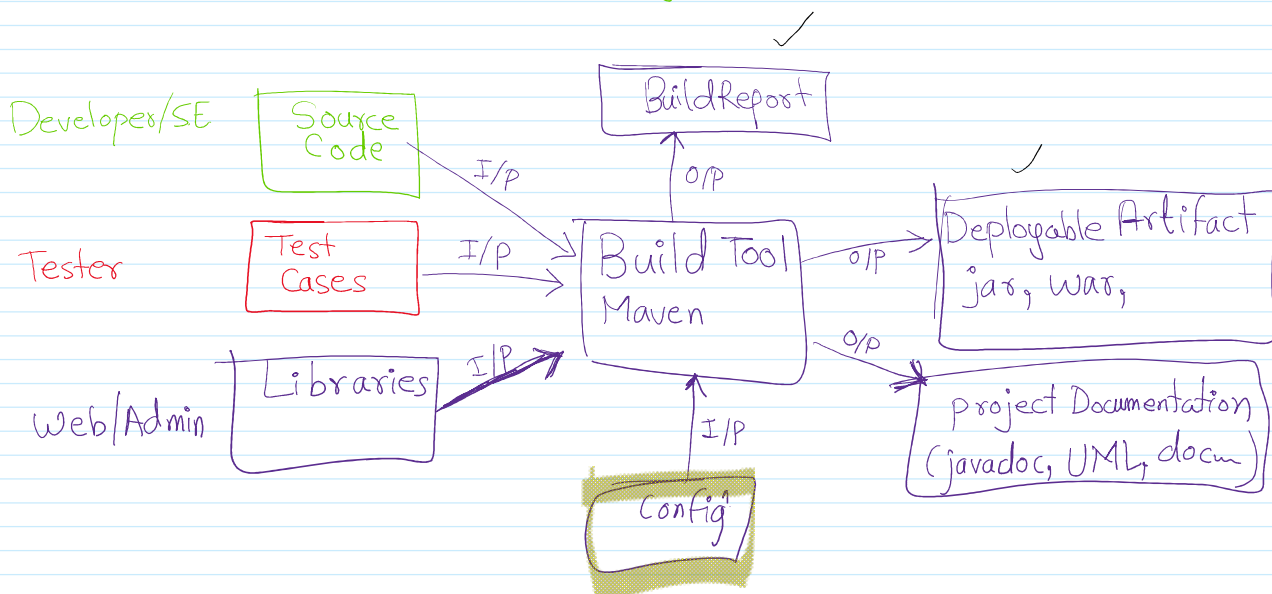 BuildReport
Developer/SE
Source
Code
I/P
O/P
Deployable Artifact
jar, war,
O/P
Tester
Test
Cases
I/P
Build Tool
Maven
O/P
Web/Admin
Libraries
I/P
project Documentation
(javadoc, UML, docm)
I/P
Config